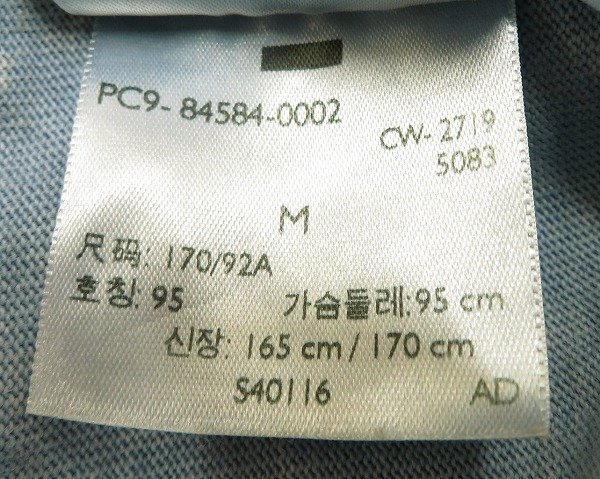 PC9-84584-0002
CW-2719
5083
M
尺码: 170/92A
호칭: 95 가슴둘레: 95 cm
신장: 165 cm / 170 cm
S40116 AD